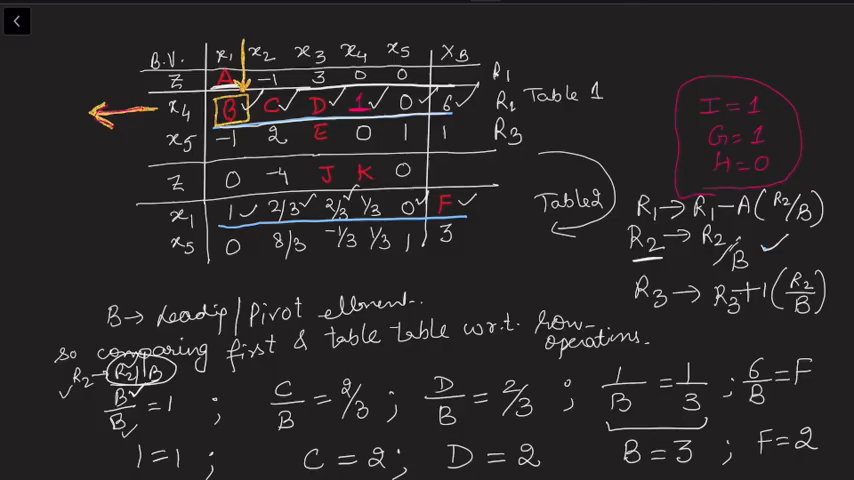 B.V. x₁ x₂ x₃ x₄ x₅ X_B
Z A -1 3 0 0 R₁
x₄ B C D 1 0 6 R₂ Table 1
x₅ -1 2 E 0 1 1 R₃
Z 0 -4 J K 0
x₁ 1 2/3 2/3 1/3 0 F Table2
x₅ 0 8/3 -1/3 1/3 1 3
I = 1
G = 1
H = 0
R₁ → R₁ - A(R₂/B)
R₂ → R₂/B
R₃ → R₃ + 1(R₂/B)
B → Leading/Pivot ellment..
so comparing first & table table w.r.t. how-
operations.
R₂ → R₂/B
B/B = 1 ; C/B = 2/3 ; D/B = 2/3 ; 1/B = 1/3 ; 6/B = F
1 = 1 ; C = 2 ; D = 2 B = 3 ; F = 2